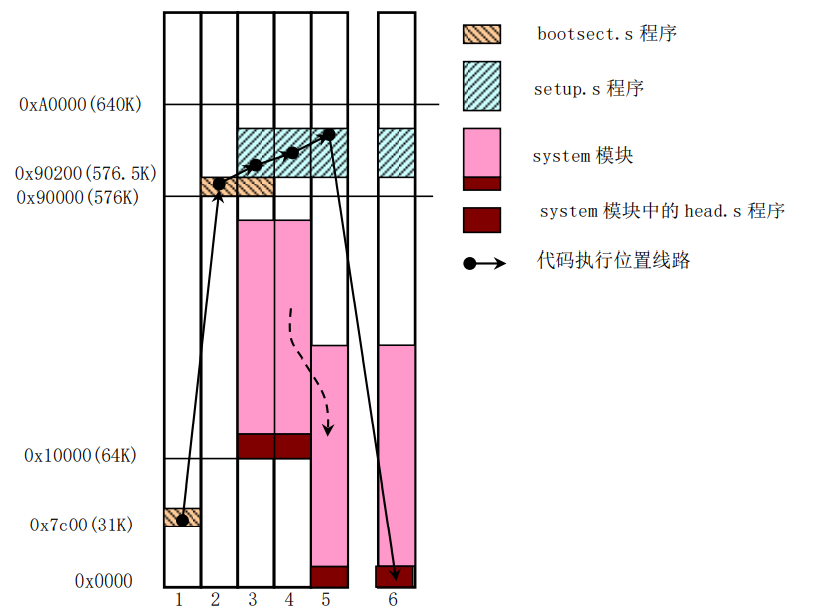 bootsect.s 程序
setup.s 程序
system 模块
system 模块中的 head.s 程序
代码执行位置线路
0xA0000(640K)
0x90200(576.5K)
0x90000(576K)
0x10000(64K)
0x7c00(31K)
0x0000
1 2 3 4 5 6